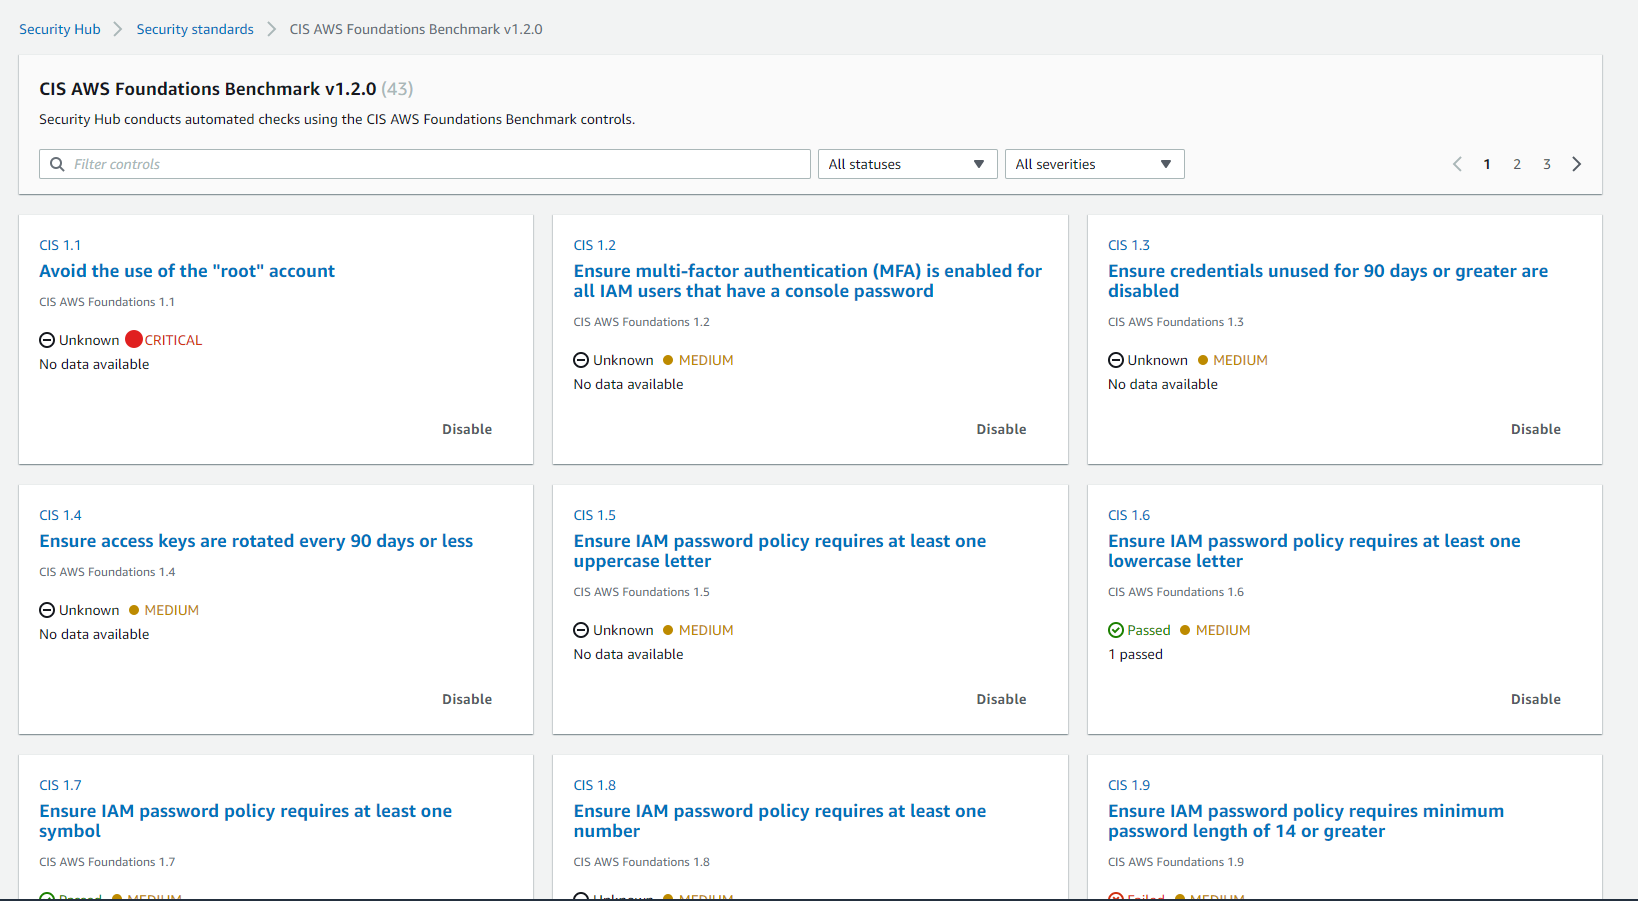 Security Hub > Security standards > CIS AWS Foundations Benchmark v1.2.0
CIS AWS Foundations Benchmark v1.2.0 (43)
Security Hub conducts automated checks using the CIS AWS Foundations Benchmark controls.
Filter controls
All statuses
All severities
< 1 2 3 >
CIS 1.1
Avoid the use of the "root" account
CIS AWS Foundations 1.1
Unknown CRITICAL
No data available
Disable
CIS 1.2
Ensure multi-factor authentication (MFA) is enabled for
all IAM users that have a console password
CIS AWS Foundations 1.2
Unknown MEDIUM
No data available
Disable
CIS 1.3
Ensure credentials unused for 90 days or greater are
disabled
CIS AWS Foundations 1.3
Unknown MEDIUM
No data available
Disable
CIS 1.4
Ensure access keys are rotated every 90 days or less
CIS AWS Foundations 1.4
Unknown MEDIUM
No data available
Disable
CIS 1.5
Ensure IAM password policy requires at least one
uppercase letter
CIS AWS Foundations 1.5
Unknown MEDIUM
No data available
Disable
CIS 1.6
Ensure IAM password policy requires at least one
lowercase letter
CIS AWS Foundations 1.6
Passed MEDIUM
1 passed
Disable
CIS 1.7
Ensure IAM password policy requires at least one
symbol
CIS AWS Foundations 1.7
Passed MEDIUM
CIS 1.8
Ensure IAM password policy requires at least one
number
CIS AWS Foundations 1.8
Unknown MEDIUM
CIS 1.9
Ensure IAM password policy requires minimum
password length of 14 or greater
CIS AWS Foundations 1.9
Failed MEDIUM